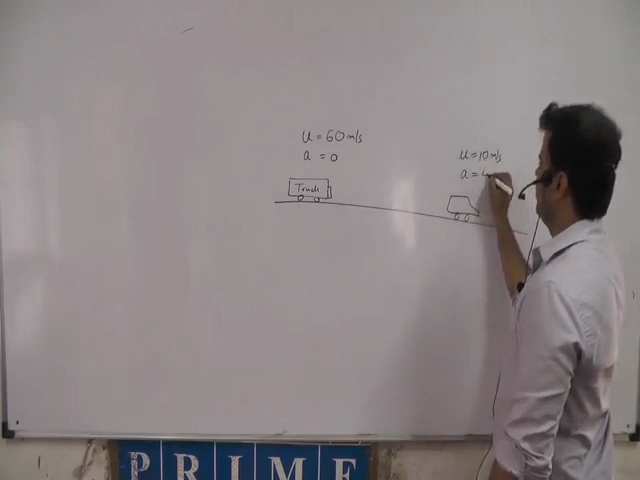 u = 60 m/s
a = 0
Truck
u = 10 m/s
a =
PRIME